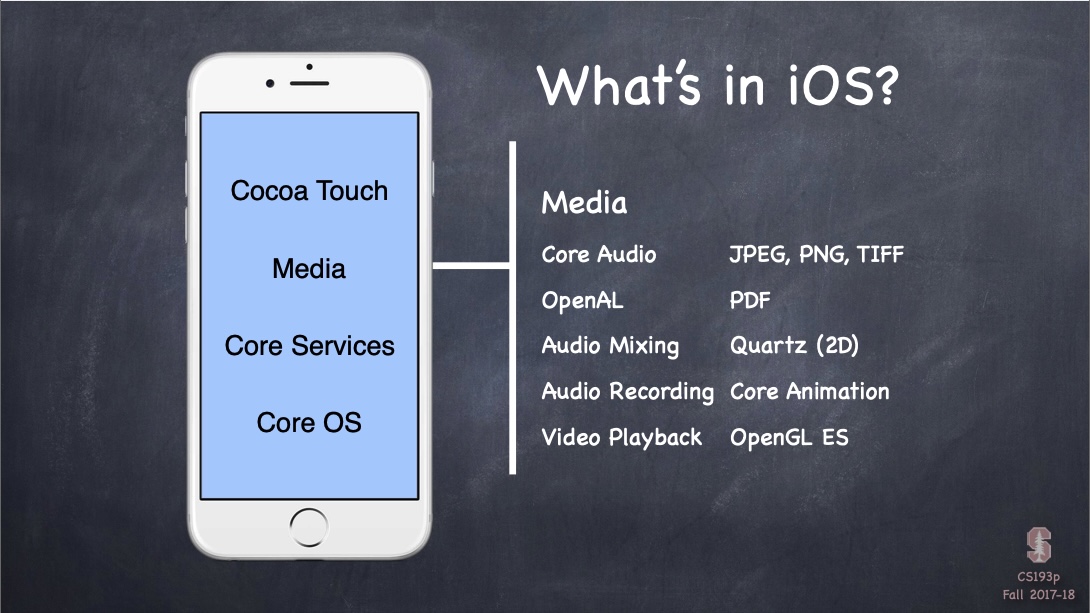 What's in iOS?
Cocoa Touch
Media
Core Services
Core OS
Media
Core Audio
OpenAL
Audio Mixing
Audio Recording
Video Playback
JPEG, PNG, TIFF
PDF
Quartz (2D)
Core Animation
OpenGL ES
S
CS193p
Fall 2017-18